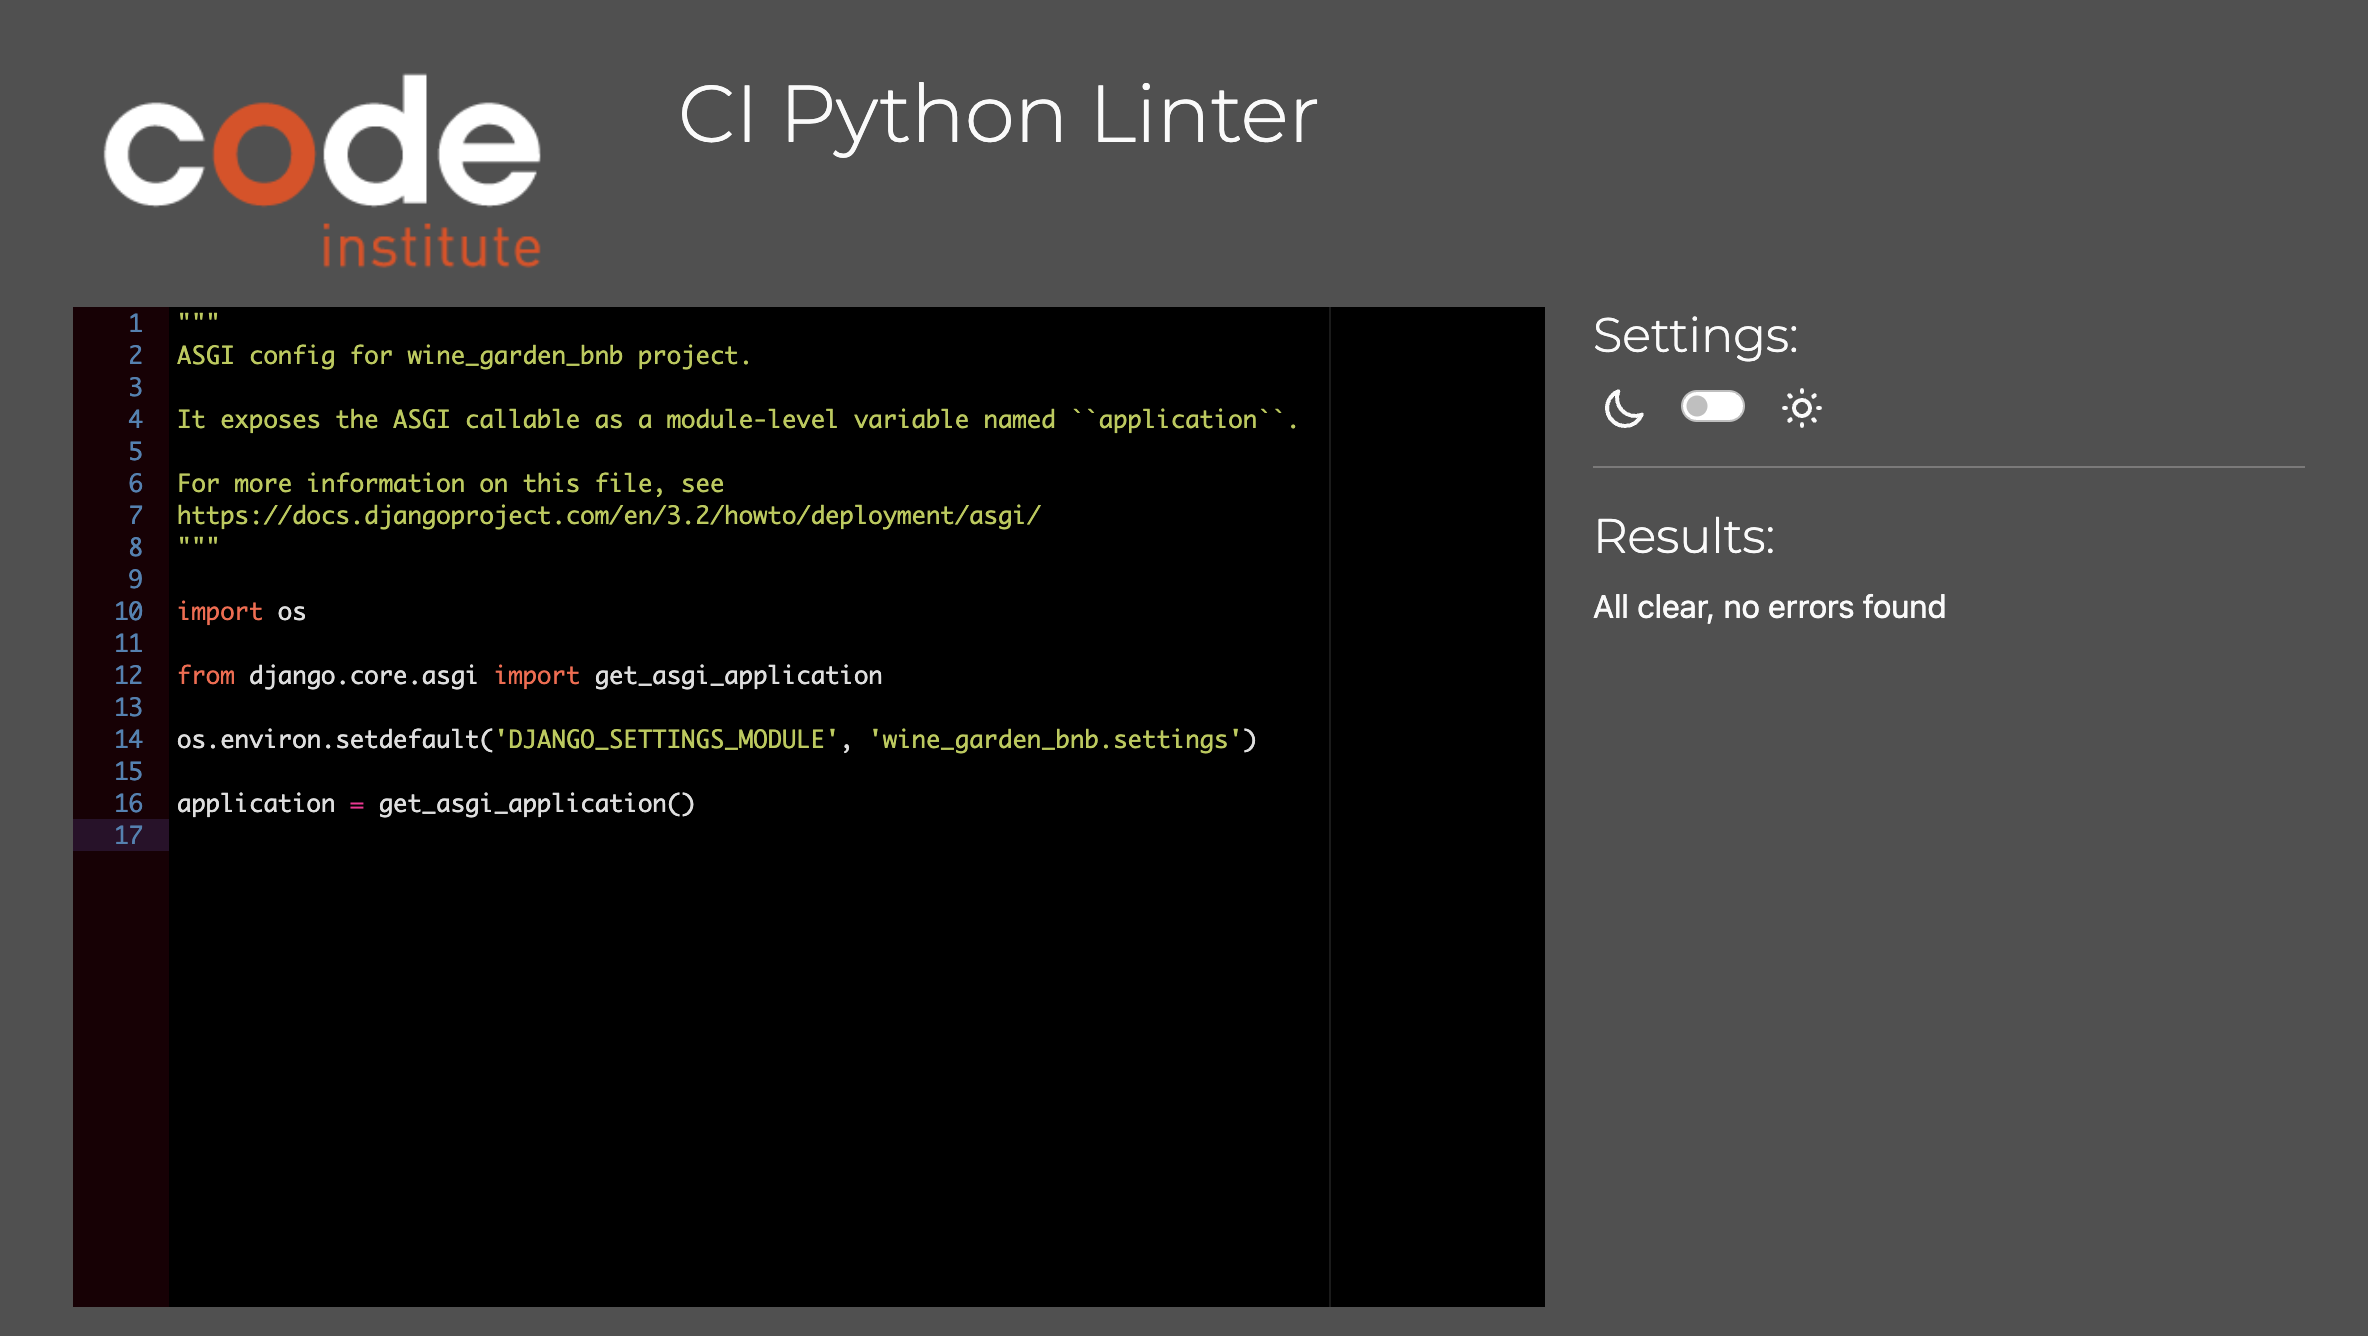 code
institute
CI Python Linter
1 """
2 ASGI config for wine_garden_bnb project.
3
4 It exposes the ASGI callable as a module-level variable named ``application``.
5
6 For more information on this file, see
7 https://docs.djangoproject.com/en/3.2/howto/deployment/asgi/
8 """
9
10 import os
11
12 from django.core.asgi import get_asgi_application
13
14 os.environ.setdefault('DJANGO_SETTINGS_MODULE', 'wine_garden_bnb.settings')
15
16 application = get_asgi_application()
17
Settings:
Results:
All clear, no errors found